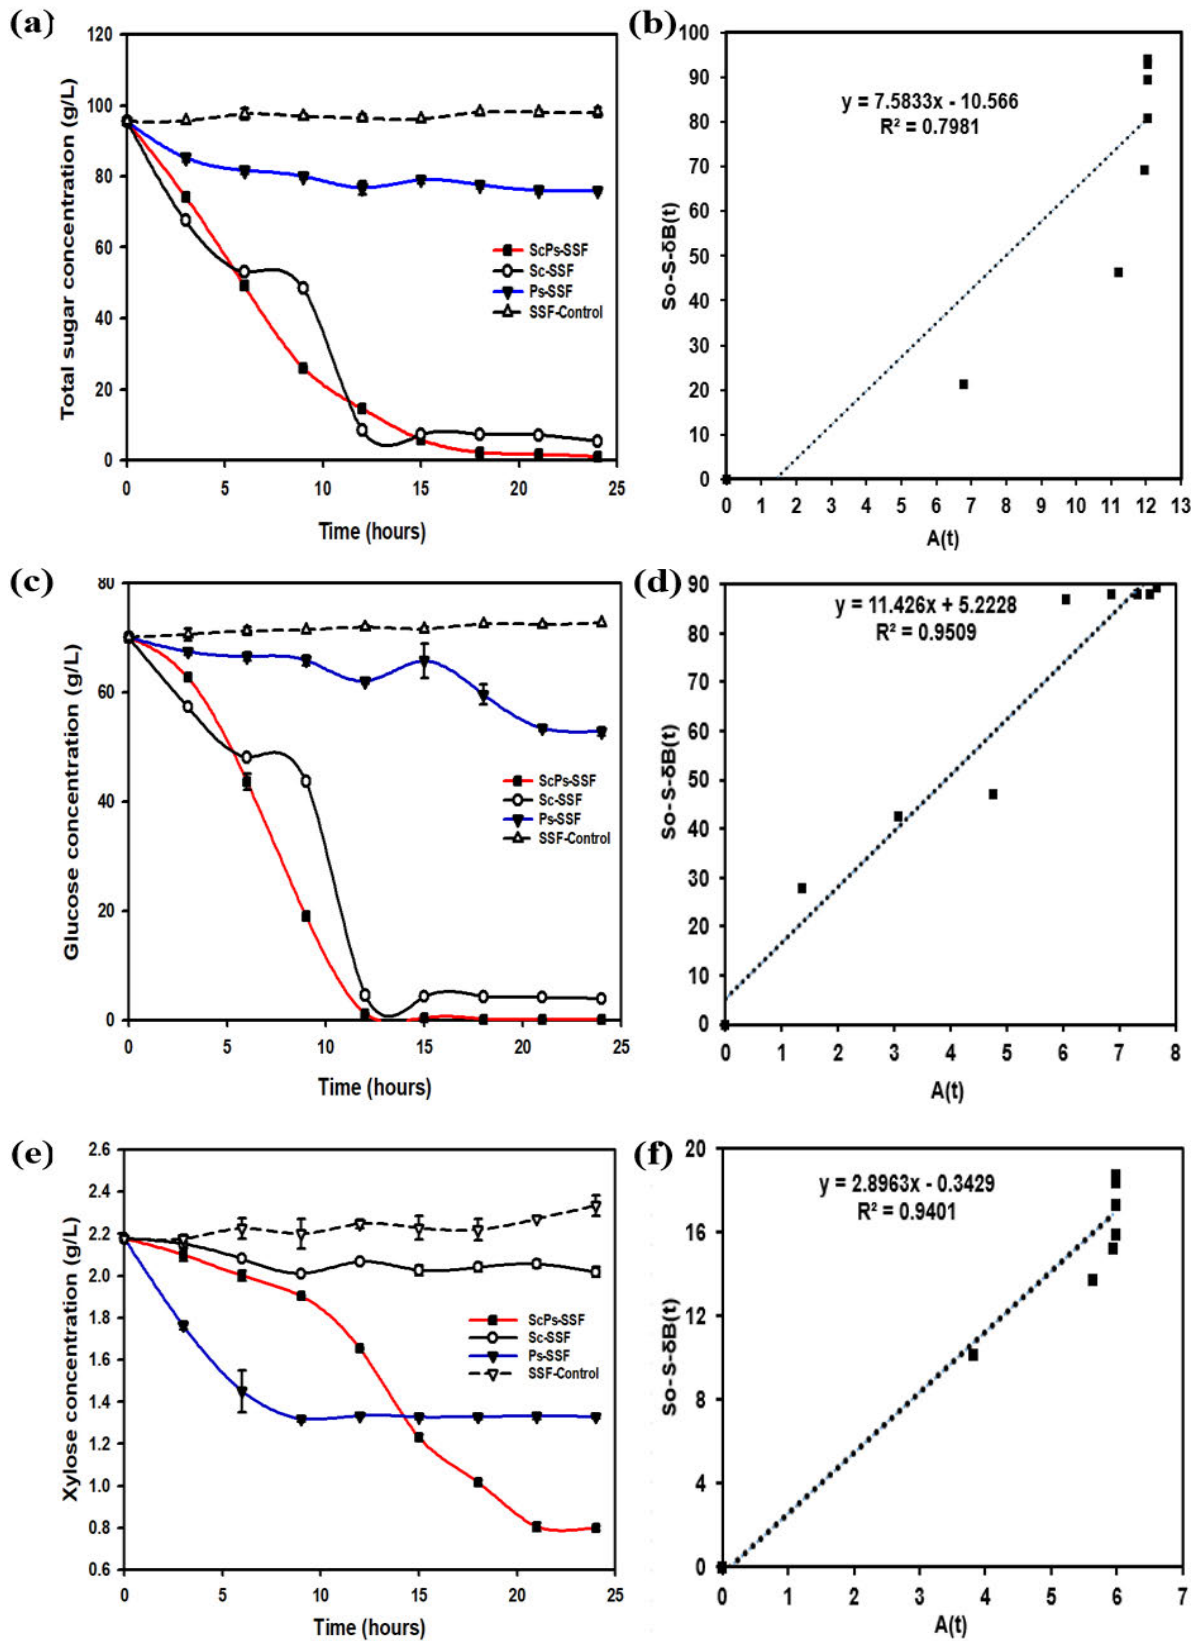 (a)
120
100
80
60
40
20
0
0 5 10 15 20 25
Total sugar concentration (g/L)
Time (hours)
ScPs-SSF
Sc-SSF
Ps-SSF
SSF-Control
(b)
100
90
80
70
60
50
40
30
20
10
0
0 1 2 3 4 5 6 7 8 9 10 11 12 13
So-S-δB(t)
A(t)
y = 7.5833x - 10.566
R² = 0.7981
(c)
80
60
40
20
0
0 5 10 15 20 25
Glucose concentration (g/L)
Time (hours)
ScPs-SSF
Sc-SSF
Ps-SSF
SSF-Control
(d)
90
80
70
60
50
40
30
20
10
0
0 1 2 3 4 5 6 7 8
So-S-δB(t)
A(t)
y = 11.426x + 5.2228
R² = 0.9509
(e)
2.6
2.4
2.2
2.0
1.8
1.6
1.4
1.2
1.0
0.8
0.6
0 5 10 15 20 25
Xylose concentration (g/L)
Time (hours)
ScPs-SSF
Sc-SSF
Ps-SSF
SSF-Control
(f)
20
16
12
8
4
0
0 1 2 3 4 5 6 7
So-S-δB(t)
A(t)
y = 2.8963x - 0.3429
R² = 0.9401